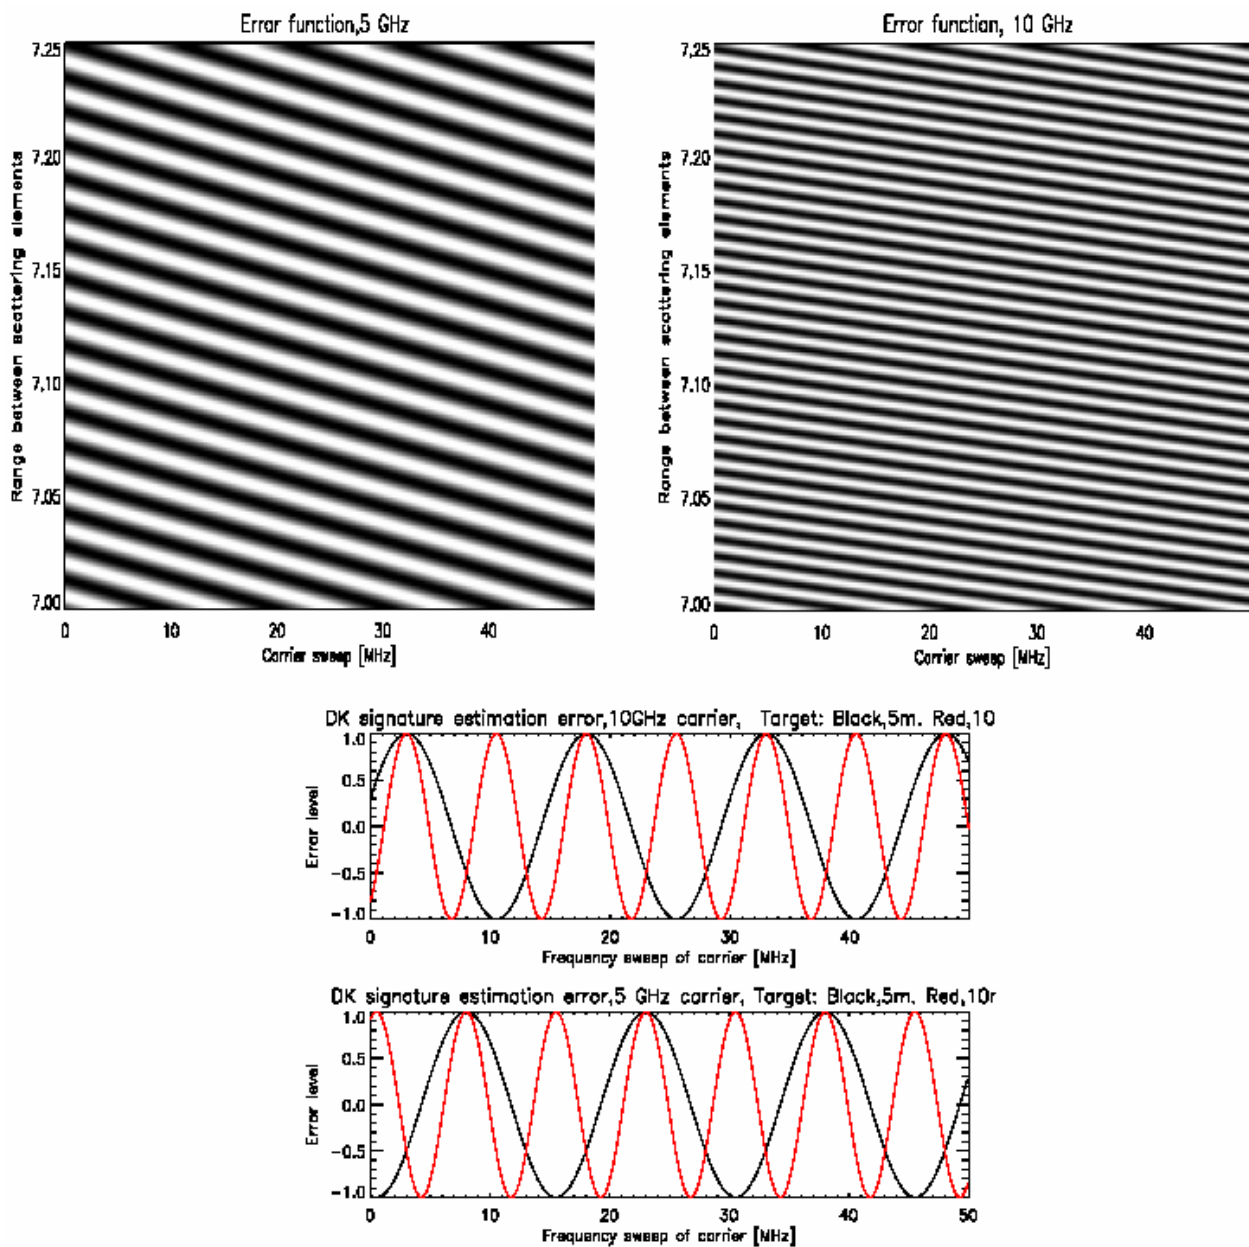 Error function,5 GHz
Error function, 10 GHz
7.25
7.20
7.15
7.10
7.05
7.00
Range between scattering elements
0 10 20 30 40
Carrier sweep [MHz]
7.25
7.20
7.15
7.10
7.05
7.00
Range between scattering elements
0 10 20 30 40
Carrier sweep [MHz]
DK signature estimation error,10GHz carrier, Target: Black,5m. Red,10
1.0
0.5
0.0
-0.5
-1.0
Error level
0 10 20 30 40
Frequency sweep of carrier [MHz]
DK signature estimation error,5 GHz carrier, Target: Black,5m. Red,10r
1.0
0.5
0.0
-0.5
-1.0
Error level
0 10 20 30 40 50
Frequency sweep of carrier [MHz]